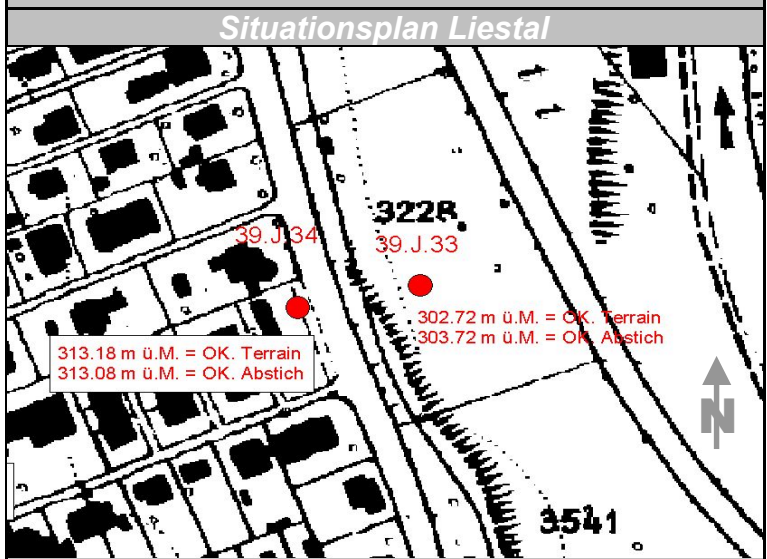 Situationsplan Liestal
3228
39.J.34
39.J.33
302.72 m ü.M. = OK. Terrain
303.72 m ü.M. = OK. Abstich
313.18 m ü.M. = OK. Terrain
313.08 m ü.M. = OK. Abstich
N
3541